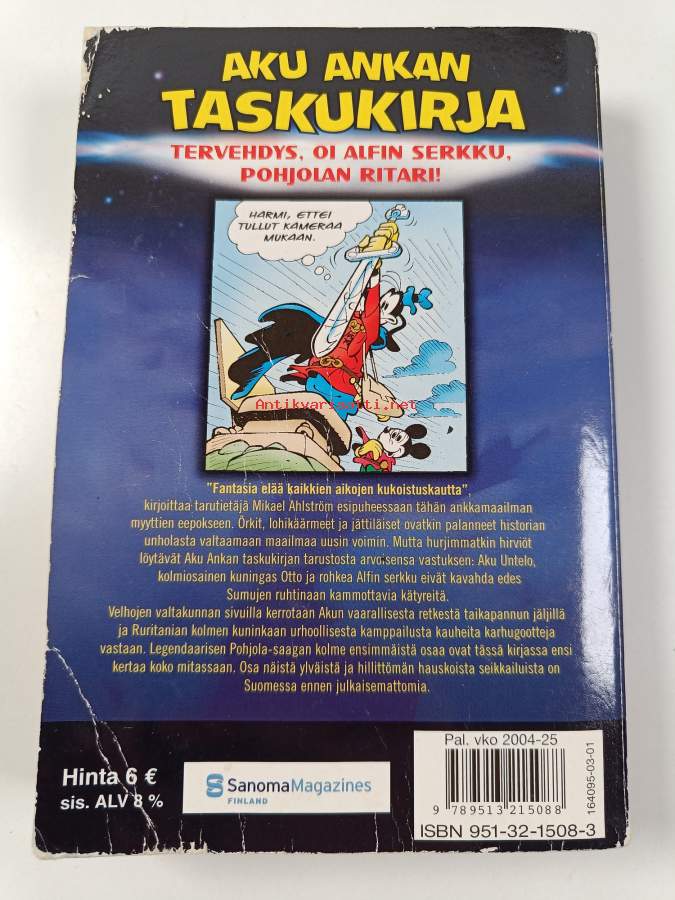 AKU ANKAN
TASKUKIRJA
TERVEHDYS, OI ALFIN SERKKU,
POHJOLAN RITARI!
HARMI, ETTEI
TULLUT KAMERAA
MUKAAN.
Antikvariaatti.net
"Fantasia elää kaikkien aikojen kukoistuskautta",
kirjoittaa tarutietäjä Mikael Ahlström esipuheessaan tähän ankkamaailman
myyttien eepokseen. Örkit, lohikäärmeet ja jättiläiset ovatkin palanneet historian
unholasta valtaamaan maailmaa uusin voimin. Mutta hurjimmatkin hirviöt
löytävät Aku Ankan taskukirjan tarustosta arvoisensa vastuksen: Aku Untelo,
kolmiosainen kuningas Otto ja rohkea Alfin serkku eivät kavahda edes
Sumujen ruhtinaan kammottavia kätyreitä.
Velhojen valtakunnan sivuilla kerrotaan Akun vaarallisesta retkestä taikapannun jäljillä
ja Ruritanian kolmen kuninkaan urhoollisesta kamppailusta kauheita karhugootteja
vastaan. Legendaarisen Pohjola-saagan kolme ensimmäistä osaa ovat tässä kirjassa ensi
kertaa koko mitassaan. Osa näistä ylväistä ja hillittömän hauskoista seikkailuista on
Suomessa ennen julkaisemattomia.
Hinta 6 €
sis. ALV 8 %
SanomaMagazines
FINLAND
Pal. vko 2004-25
9 789513 215088
ISBN 951-32-1508-3
164095-03-01